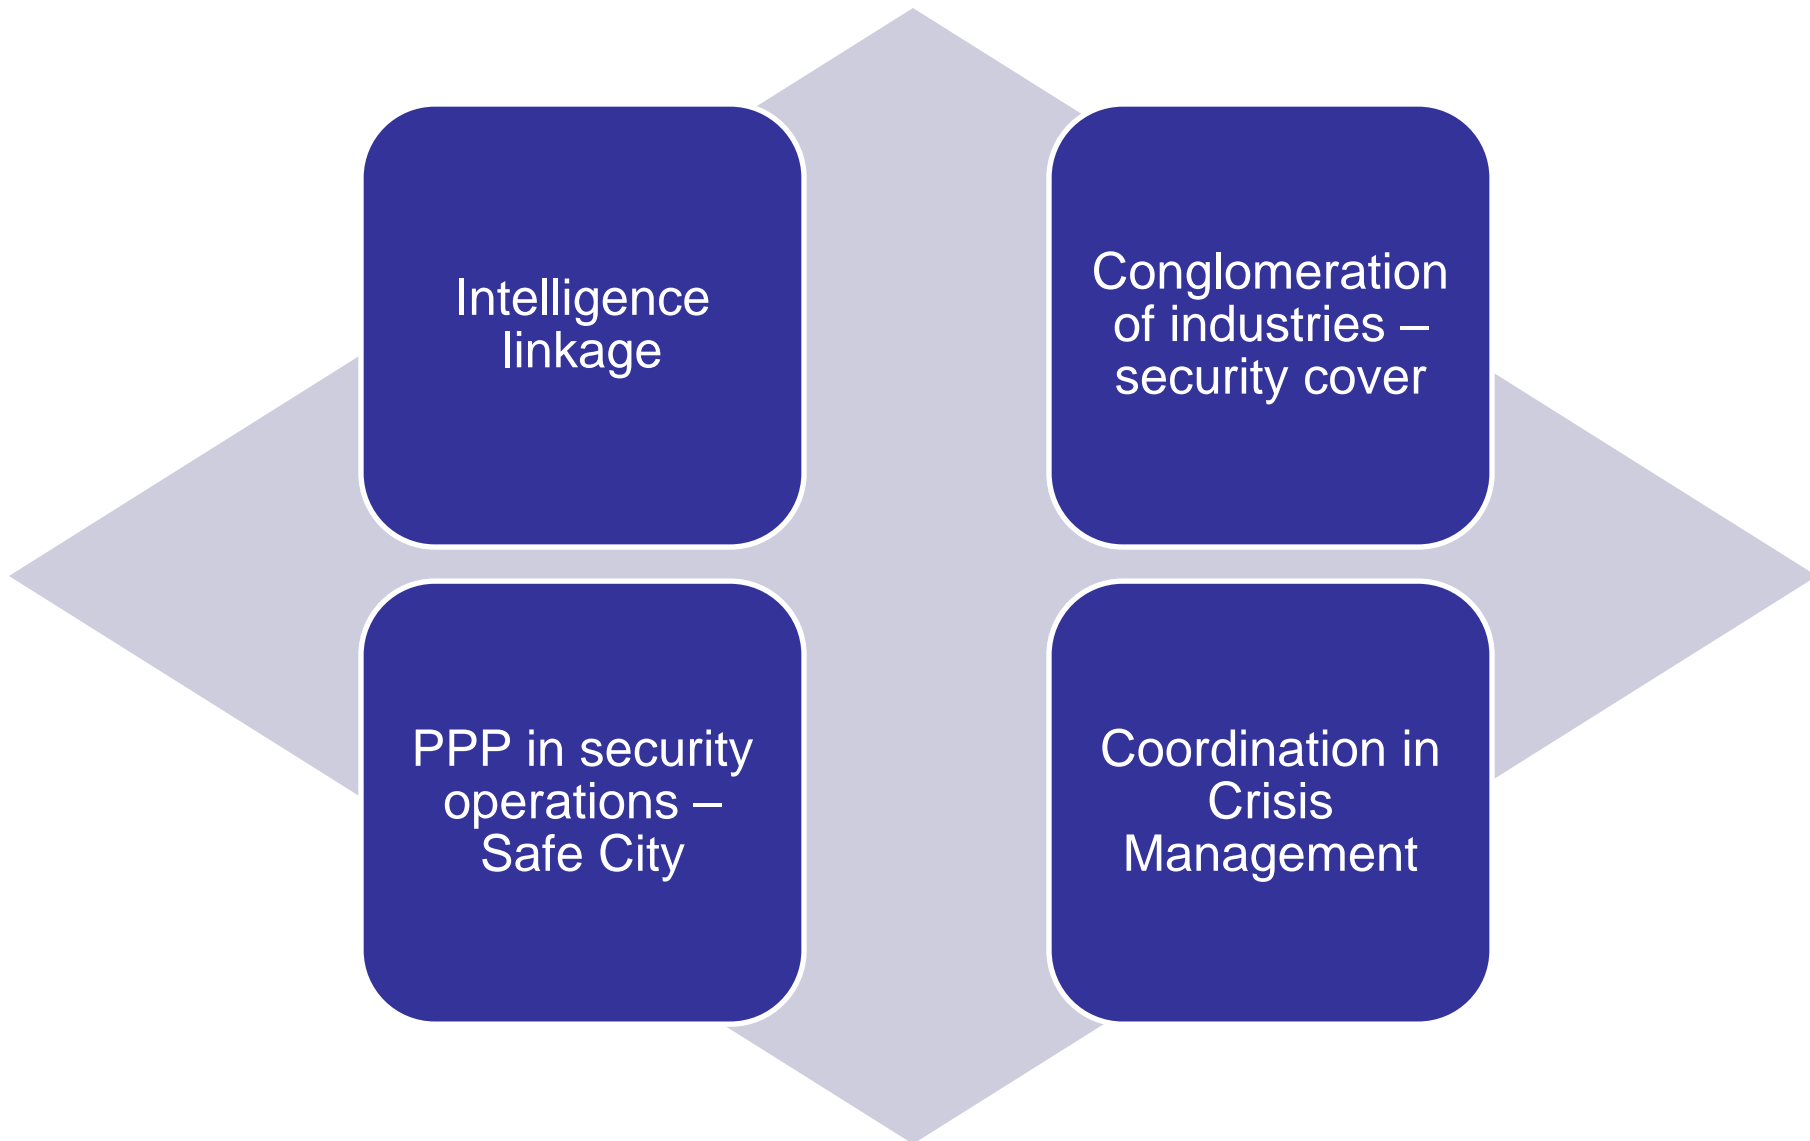 Intelligence
linkage
Conglomeration
of industries –
security cover
PPP in security
operations –
Safe City
Coordination in
Crisis
Management